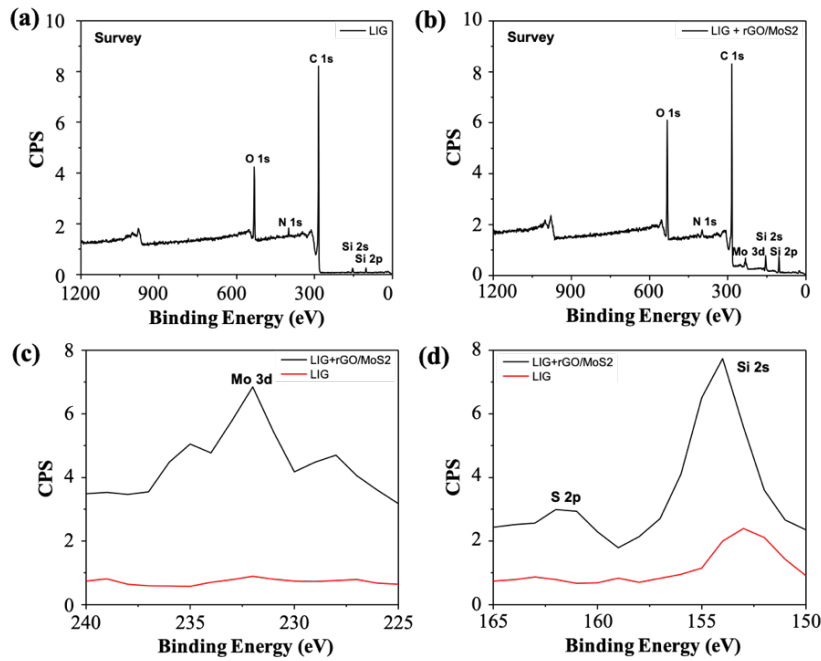 (a)
Survey
LIG
C 1s
O 1s
N 1s
Si 2s
Si 2p
CPS
10
8
6
4
2
0
1200
900
600
300
0
Binding Energy (eV)
(b)
Survey
LIG + rGO/MoS2
C 1s
O 1s
N 1s
Mo 3d
Si 2s
Si 2p
CPS
10
8
6
4
2
0
1200
900
600
300
0
Binding Energy (eV)
(c)
LIG+rGO/MoS2
LIG
Mo 3d
CPS
8
6
4
2
0
240
235
230
225
Binding Energy (eV)
(d)
LIG+rGO/MoS2
LIG
Si 2s
S 2p
CPS
8
6
4
2
0
165
160
155
150
Binding Energy (eV)